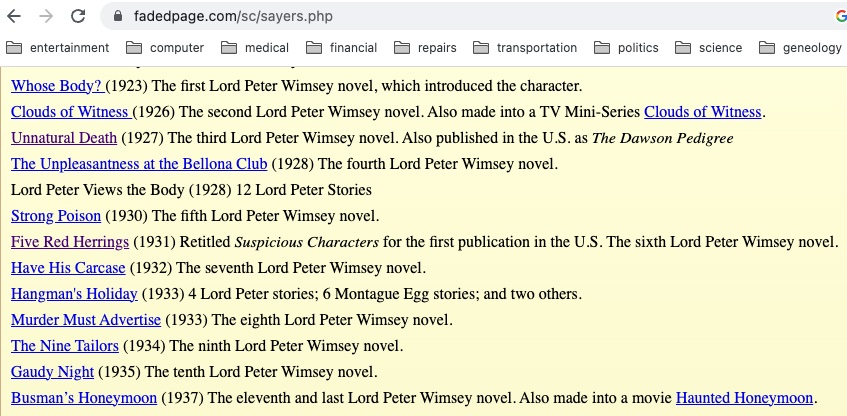 fadedpage.com/sc/sayers.php
entertainment computer medical financial repairs transportation politics science geneology
Whose Body? (1923) The first Lord Peter Wimsey novel, which introduced the character.
Clouds of Witness (1926) The second Lord Peter Wimsey novel. Also made into a TV Mini-Series Clouds of Witness.
Unnatural Death (1927) The third Lord Peter Wimsey novel. Also published in the U.S. as The Dawson Pedigree
The Unpleasantness at the Bellona Club (1928) The fourth Lord Peter Wimsey novel.
Lord Peter Views the Body (1928) 12 Lord Peter Stories
Strong Poison (1930) The fifth Lord Peter Wimsey novel.
Five Red Herrings (1931) Retitled Suspicious Characters for the first publication in the U.S. The sixth Lord Peter Wimsey novel.
Have His Carcase (1932) The seventh Lord Peter Wimsey novel.
Hangman's Holiday (1933) 4 Lord Peter stories; 6 Montague Egg stories; and two others.
Murder Must Advertise (1933) The eighth Lord Peter Wimsey novel.
The Nine Tailors (1934) The ninth Lord Peter Wimsey novel.
Gaudy Night (1935) The tenth Lord Peter Wimsey novel.
Busman’s Honeymoon (1937) The eleventh and last Lord Peter Wimsey novel. Also made into a movie Haunted Honeymoon.